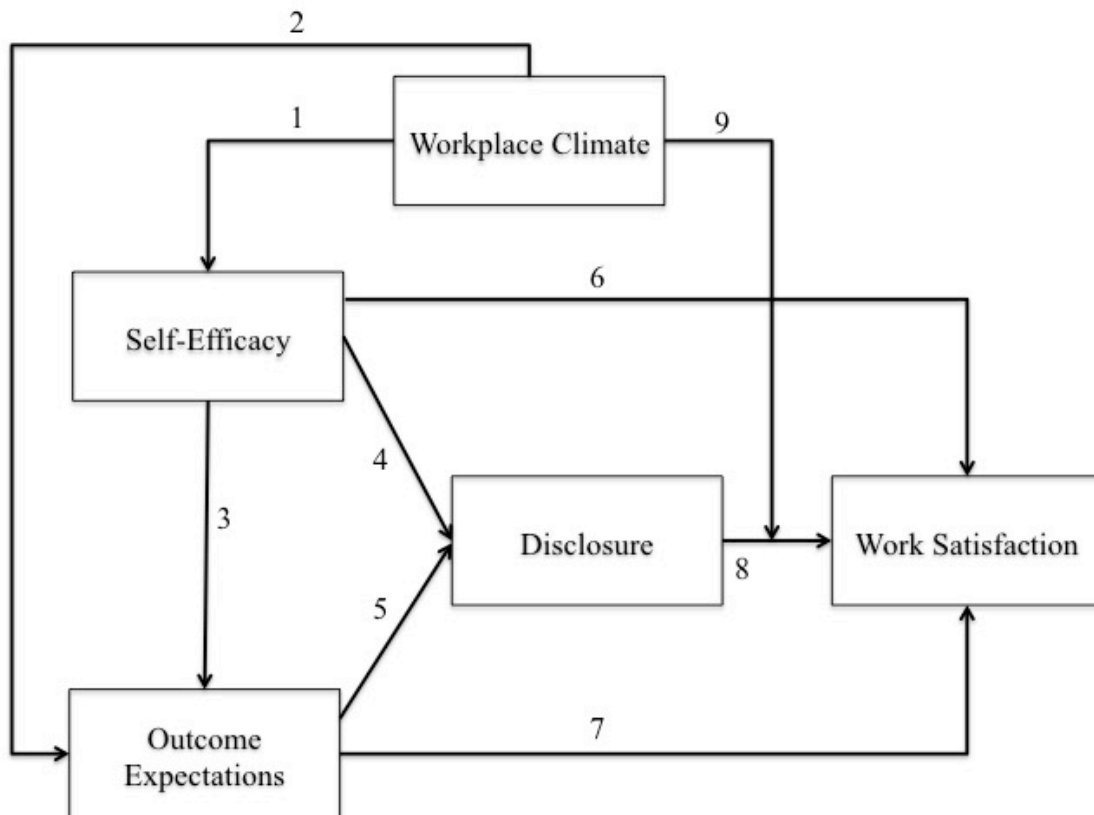 2
1
Workplace Climate
9
6
Self-Efficacy
4
3
Disclosure
8
Work Satisfaction
5
7
Outcome
Expectations